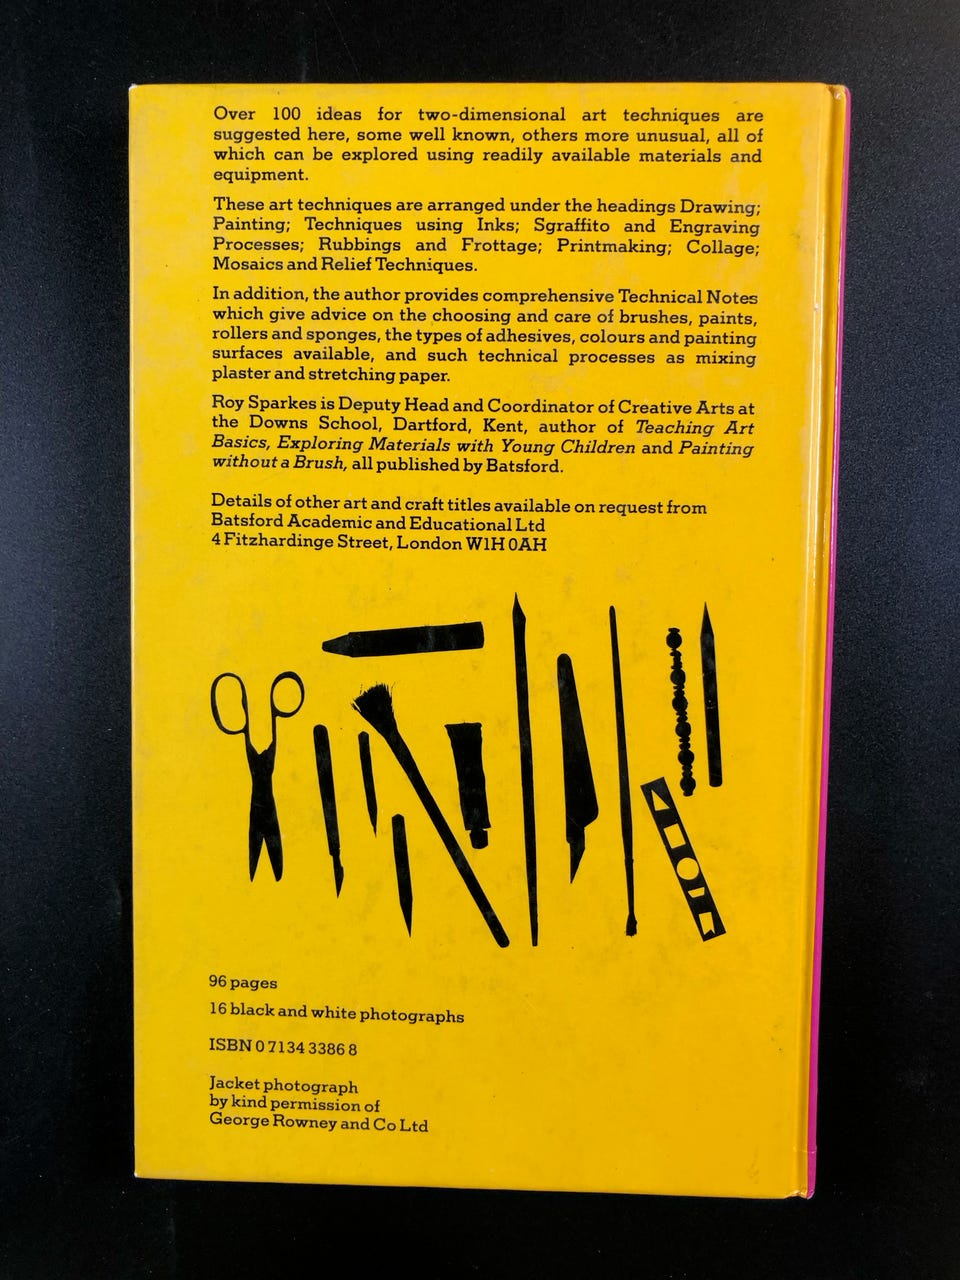 Over 100 ideas for two-dimensional art techniques are
suggested here, some well known, others more unusual, all of
which can be explored using readily available materials and
equipment.
These art techniques are arranged under the headings Drawing;
Painting; Techniques using Inks; Sgraffito and Engraving
Processes; Rubbings and Frottage; Printmaking; Collage;
Mosaics and Relief Techniques.
In addition, the author provides comprehensive Technical Notes
which give advice on the choosing and care of brushes, paints,
rollers and sponges, the types of adhesives, colours and painting
surfaces available, and such technical processes as mixing
plaster and stretching paper.
Roy Sparkes is Deputy Head and Coordinator of Creative Arts at
the Downs School, Dartford, Kent, author of Teaching Art
Basics, Exploring Materials with Young Children and Painting
without a Brush, all published by Batsford.
Details of other art and craft titles available on request from
Batsford Academic and Educational Ltd
4 Fitzhardinge Street, London W1H 0AH
96 pages
16 black and white photographs
ISBN 0 7134 3386 8
Jacket photograph
by kind permission of
George Rowney and Co Ltd